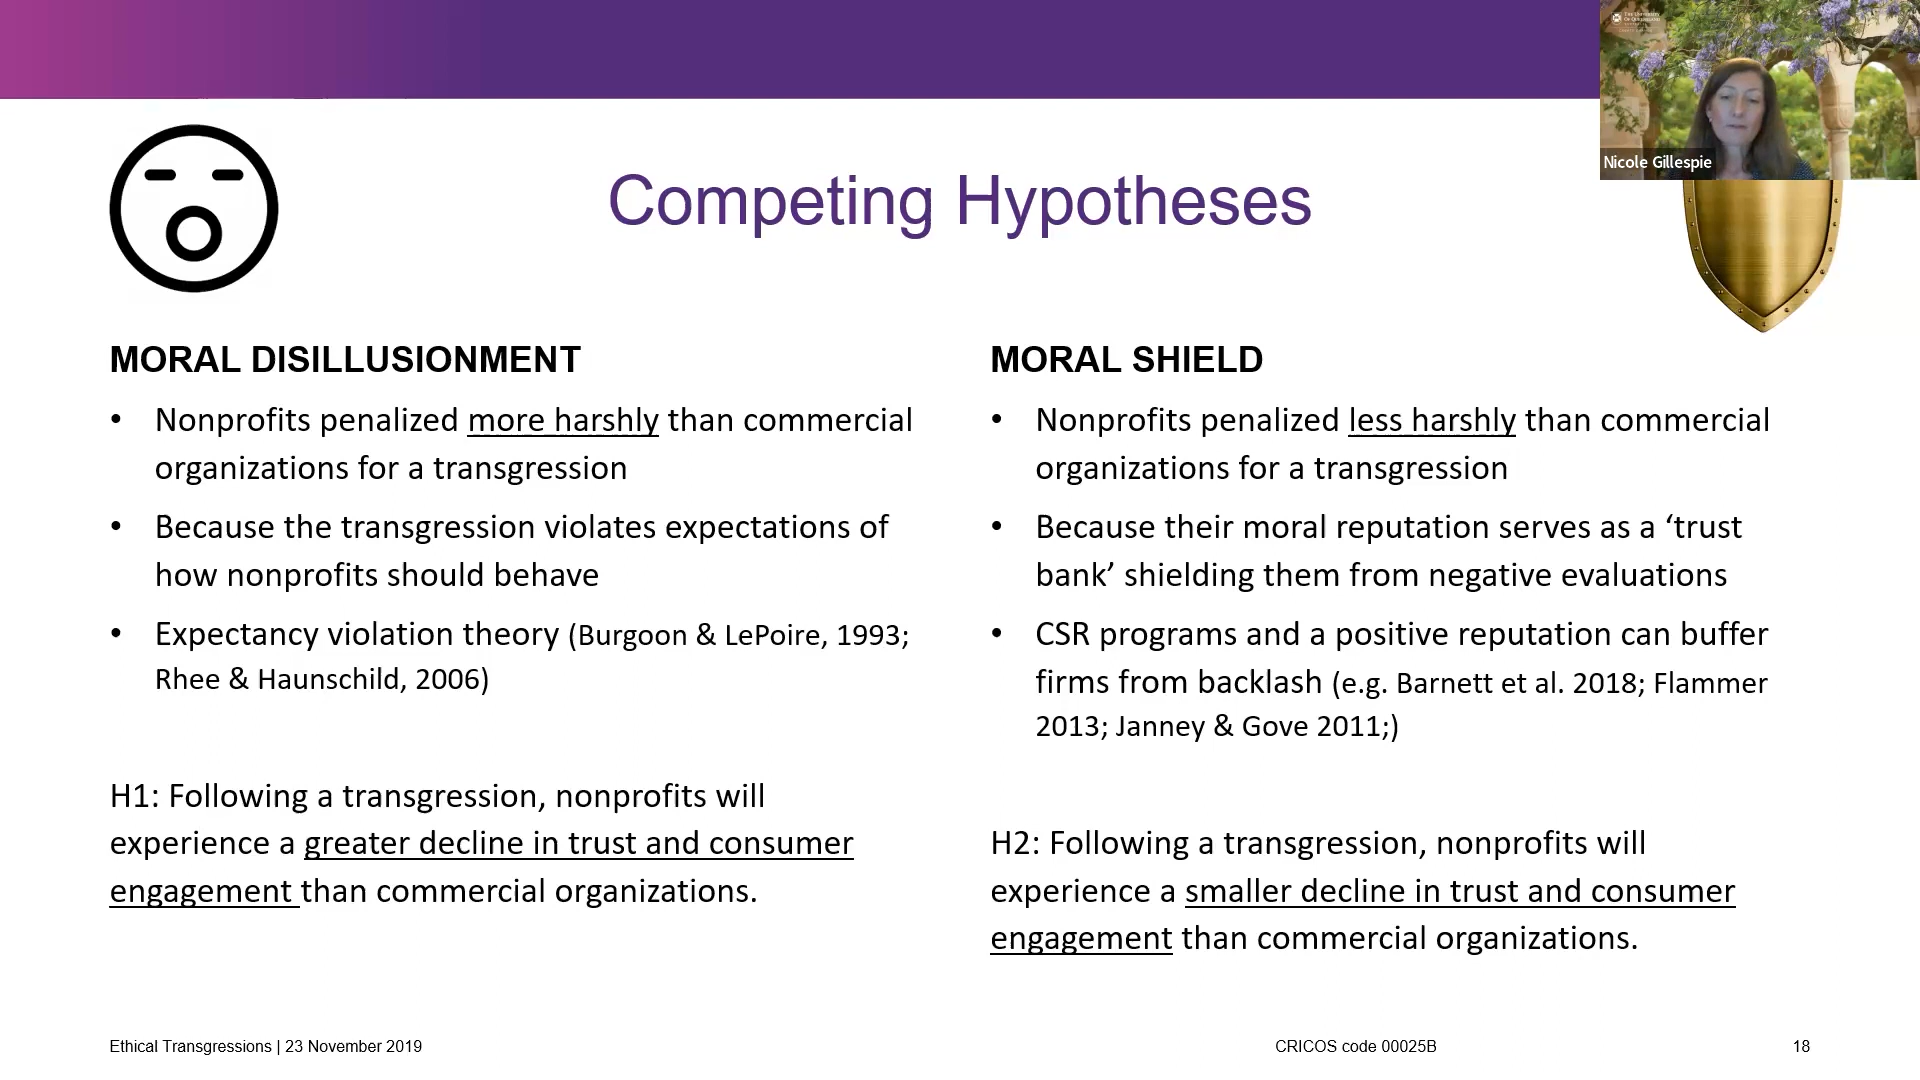 THE UNIVERSITY
OF QUEENSLAND
Nicole Gillespie
Competing Hypotheses
MORAL DISILLUSIONMENT
• Nonprofits penalized more harshly than commercial
organizations for a transgression
• Because the transgression violates expectations of
how nonprofits should behave
• Expectancy violation theory (Burgoon & LePoire, 1993;
Rhee & Haunschild, 2006)
H1: Following a transgression, nonprofits will
experience a greater decline in trust and consumer
engagement than commercial organizations.
MORAL SHIELD
• Nonprofits penalized less harshly than commercial
organizations for a transgression
• Because their moral reputation serves as a ‘trust
bank’ shielding them from negative evaluations
• CSR programs and a positive reputation can buffer
firms from backlash (e.g. Barnett et al. 2018; Flammer
2013; Janney & Gove 2011;)
H2: Following a transgression, nonprofits will
experience a smaller decline in trust and consumer
engagement than commercial organizations.
Ethical Transgressions | 23 November 2019
CRICOS code 00025B
18